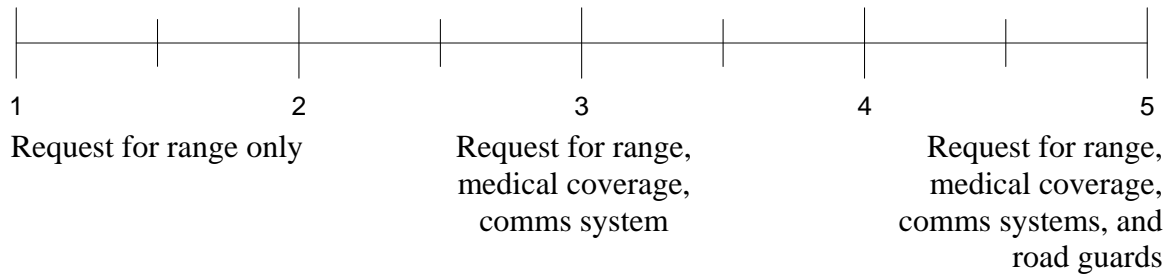 1 2 3 4 5
Request for range only
Request for range,
medical coverage,
comms system
Request for range,
medical coverage,
comms systems, and
road guards